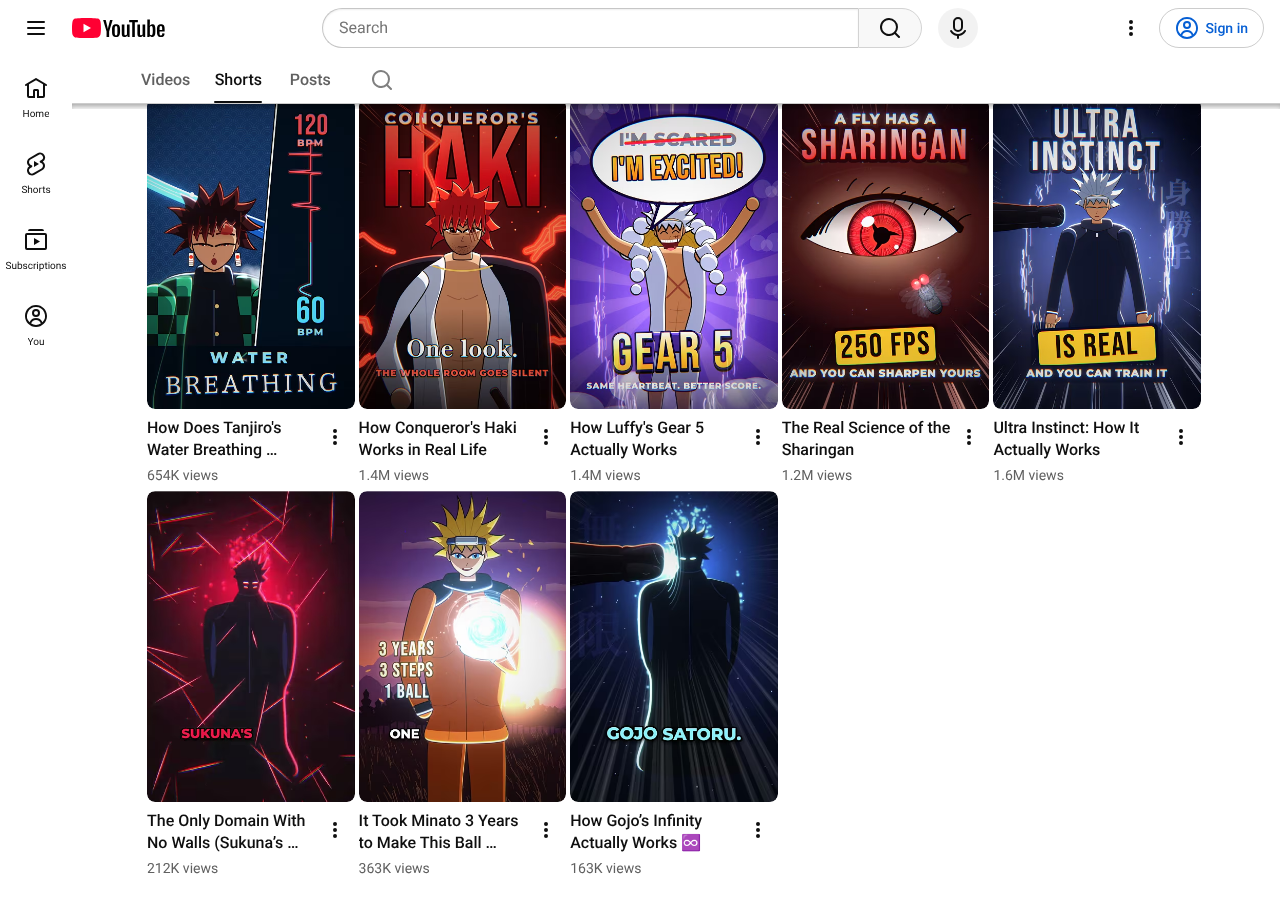 YouTube
Search
Sign in
Home
Shorts
Subscriptions
You
Videos
Shorts
Posts
120
BPM
60
BPM
WATER
BREATHING
CONQUEROR'S
HAKI
One look.
THE WHOLE ROOM GOES SILENT
I'M SCARED
I'M EXCITED!
GEAR 5
SAME HEARTBEAT. BETTER SCORE.
A FLY HAS A
SHARINGAN
250 FPS
AND YOU CAN SHARPEN YOURS
ULTRA
INSTINCT
身
勝
手
IS REAL
AND YOU CAN TRAIN IT
How Does Tanjiro's
Water Breathing …
654K views
How Conqueror's Haki
Works in Real Life
1.4M views
How Luffy's Gear 5
Actually Works
1.4M views
The Real Science of the
Sharingan
1.2M views
Ultra Instinct: How It
Actually Works
1.6M views
SUKUNA'S
3 YEARS
3 STEPS
1 BALL
ONE
GOJO SATORU.
The Only Domain With
No Walls (Sukuna’s …
212K views
It Took Minato 3 Years
to Make This Ball …
363K views
How Gojo’s Infinity
Actually Works ♾️
163K views